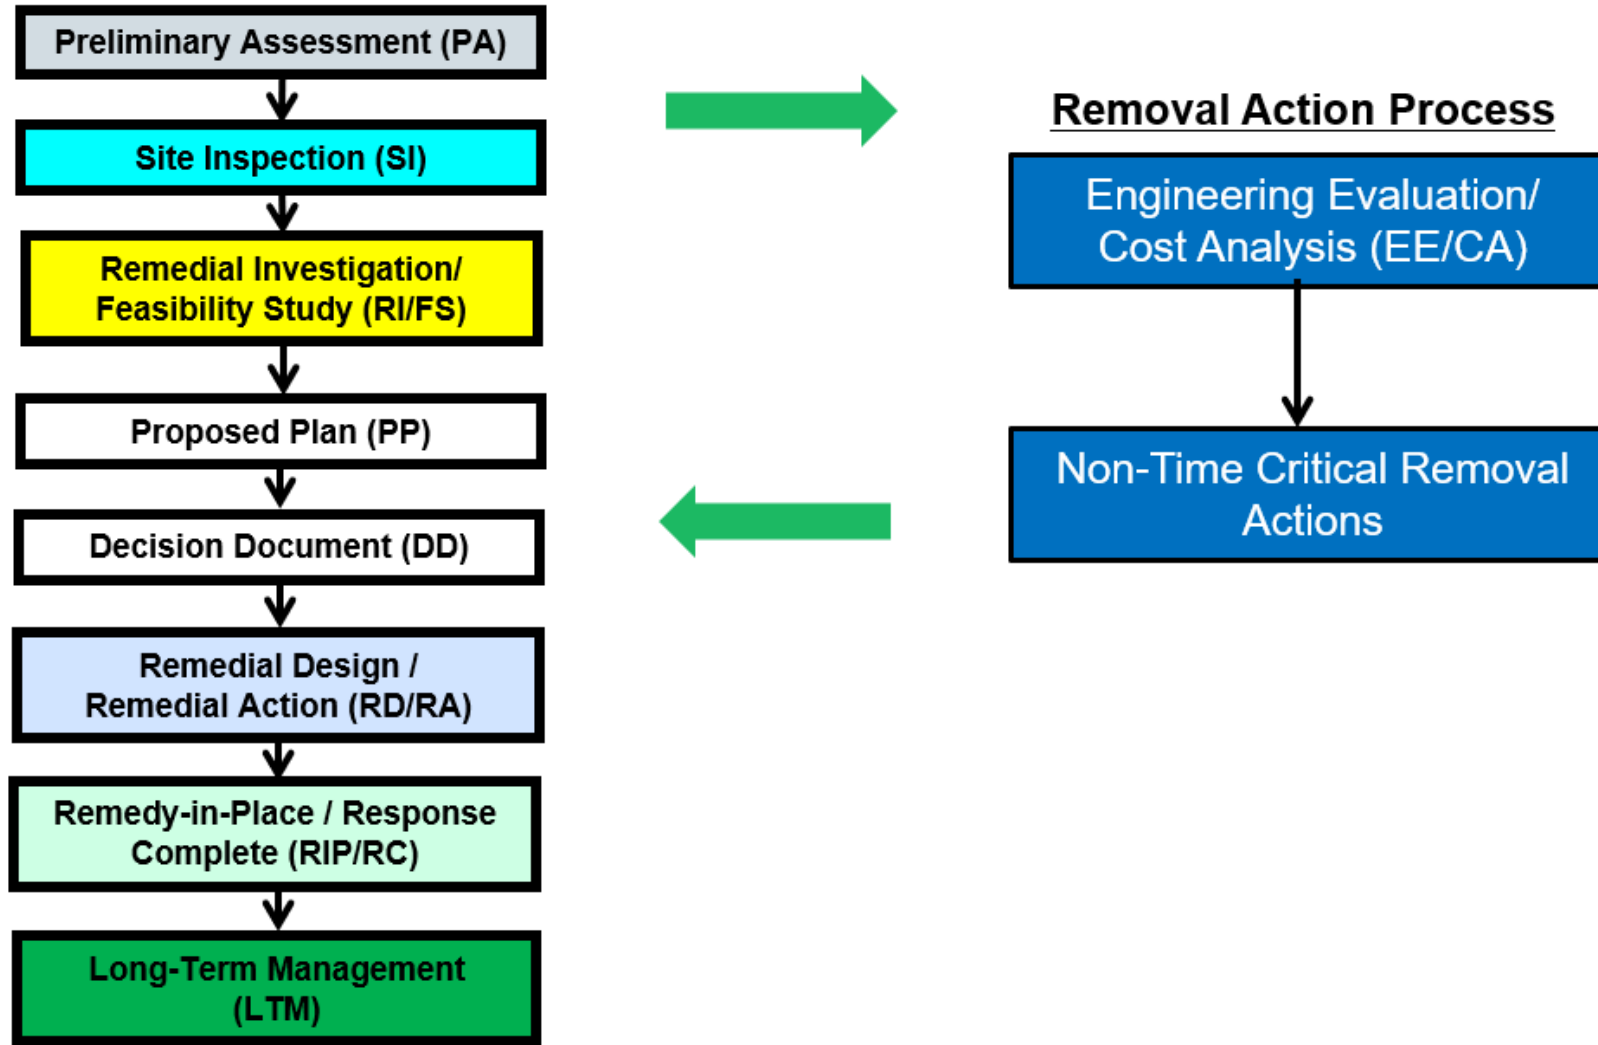 Preliminary Assessment (PA)
Site Inspection (SI)
Remedial Investigation/
Feasibility Study (RI/FS)
Proposed Plan (PP)
Decision Document (DD)
Remedial Design /
Remedial Action (RD/RA)
Remedy-in-Place / Response
Complete (RIP/RC)
Long-Term Management
(LTM)
Removal Action Process
Engineering Evaluation/
Cost Analysis (EE/CA)
Non-Time Critical Removal
Actions